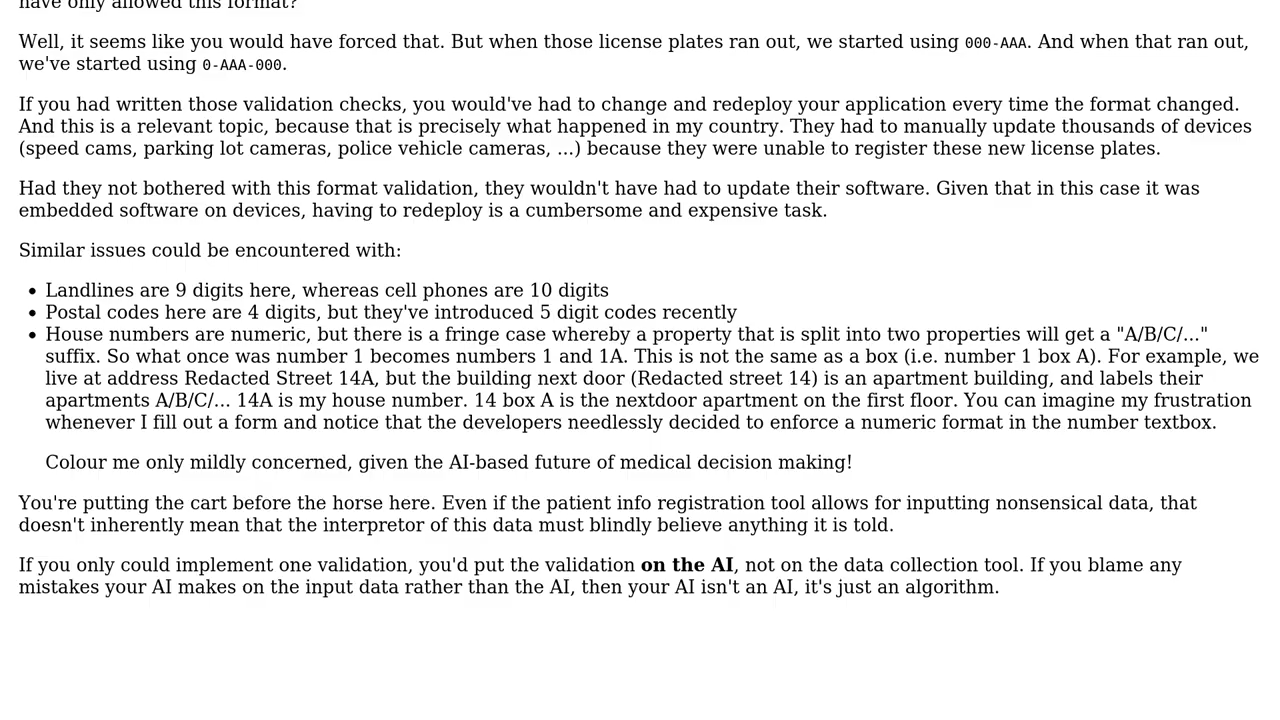 have only allowed this format?
Well, it seems like you would have forced that. But when those license plates ran out, we started using 000-AAA. And when that ran out,
we've started using 0-AAA-000.
If you had written those validation checks, you would've had to change and redeploy your application every time the format changed.
And this is a relevant topic, because that is precisely what happened in my country. They had to manually update thousands of devices
(speed cams, parking lot cameras, police vehicle cameras, ...) because they were unable to register these new license plates.
Had they not bothered with this format validation, they wouldn't have had to update their software. Given that in this case it was
embedded software on devices, having to redeploy is a cumbersome and expensive task.
Similar issues could be encountered with:
• Landlines are 9 digits here, whereas cell phones are 10 digits
• Postal codes here are 4 digits, but they've introduced 5 digit codes recently
• House numbers are numeric, but there is a fringe case whereby a property that is split into two properties will get a "A/B/C/..."
suffix. So what once was number 1 becomes numbers 1 and 1A. This is not the same as a box (i.e. number 1 box A). For example, we
live at address Redacted Street 14A, but the building next door (Redacted street 14) is an apartment building, and labels their
apartments A/B/C/... 14A is my house number. 14 box A is the nextdoor apartment on the first floor. You can imagine my frustration
whenever I fill out a form and notice that the developers needlessly decided to enforce a numeric format in the number textbox.
Colour me only mildly concerned, given the AI-based future of medical decision making!
You're putting the cart before the horse here. Even if the patient info registration tool allows for inputting nonsensical data, that
doesn't inherently mean that the interpretor of this data must blindly believe anything it is told.
If you only could implement one validation, you'd put the validation on the AI, not on the data collection tool. If you blame any
mistakes your AI makes on the input data rather than the AI, then your AI isn't an AI, it's just an algorithm.